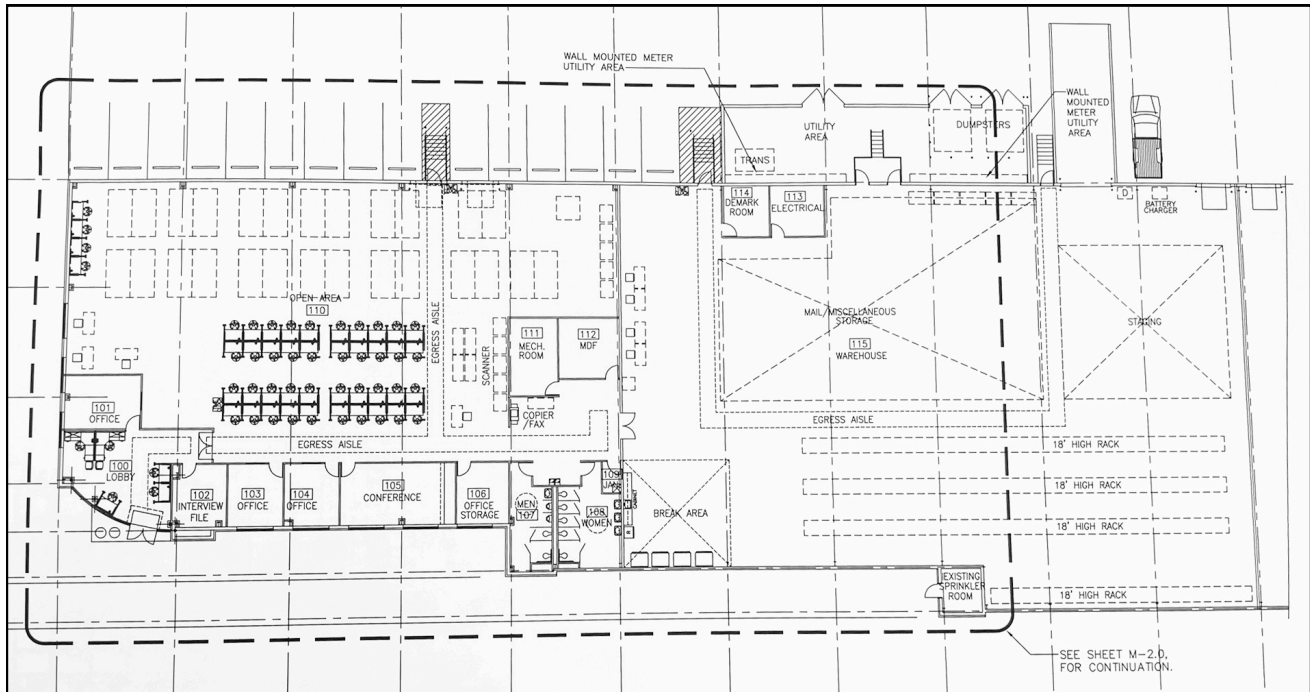 WALL MOUNTED METER
UTILITY AREA
WALL
MOUNTED
METER
UTILITY
AREA
UTILITY
AREA
DUMPSTERS
TRANS
114
DEMARK
ROOM
113
ELECTRICAL
D
BATTERY
CHARGER
OPEN AREA
110
EGRESS AISLE
SCANNER
111
MECH.
ROOM
112
MDF
MAIL/MISCELLANEOUS
STORAGE
115
WAREHOUSE
STAGING
101
OFFICE
COPIER
/FAX
EGRESS AISLE
EGRESS AISLE
100
LOBBY
102
INTERVIEW
FILE
103
OFFICE
104
OFFICE
105
CONFERENCE
106
OFFICE
STORAGE
MEN
107
108
WOMEN
109
JAN.
CABINET
R
BREAK AREA
18' HIGH RACK
18' HIGH RACK
18' HIGH RACK
EXISTING
SPRINKLER
ROOM
18' HIGH RACK
SEE SHEET M-2.0,
FOR CONTINUATION.